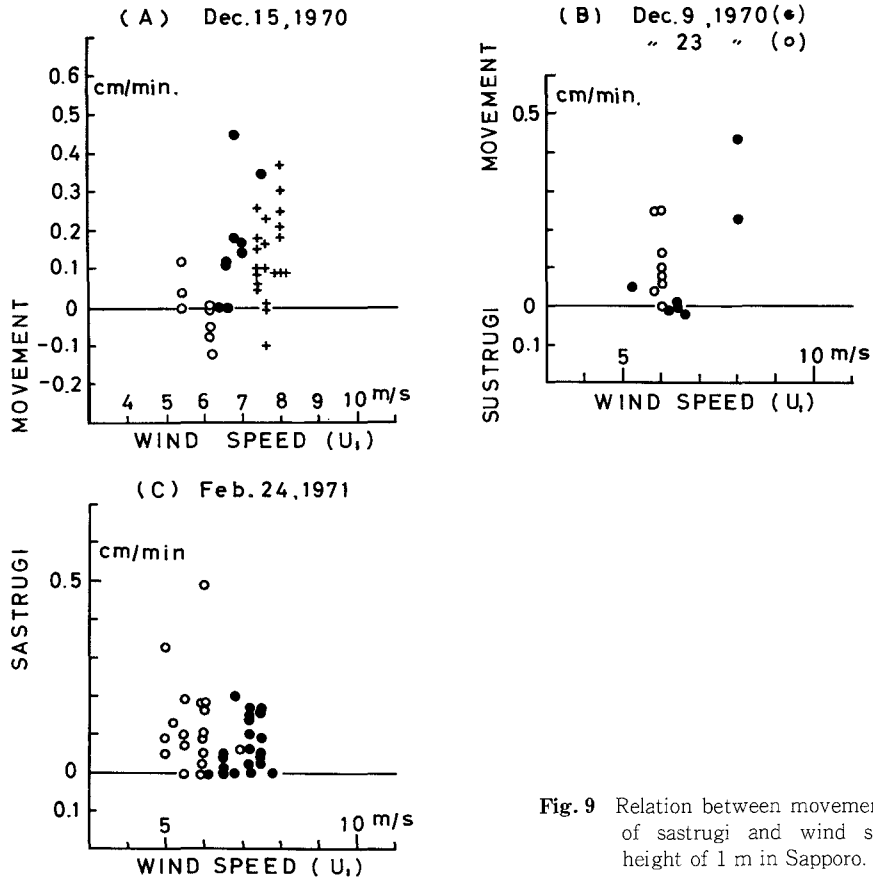 (A) Dec.15,1970
cm/min.
0.6
0.5
0.4
0.3
0.2
0.1
0
-0.1
-0.2
MOVEMENT
4 5 6 7 8 9 10 m/s
WIND SPEED (U₁)
(B) Dec.9,1970(●)
〃 23 〃 (o)
MOVEMENT
cm/min.
0.5
0
0.1
SUSTRUGI
5 10 m/s
WIND SPEED (U₁)
(C) Feb.24,1971
SASTRUGI
cm/min
0.5
0
0.1
5 10 m/s
WIND SPEED (U₁)
Fig. 9 Relation between movemen
of sastrugi and wind s
height of 1 m in Sapporo.